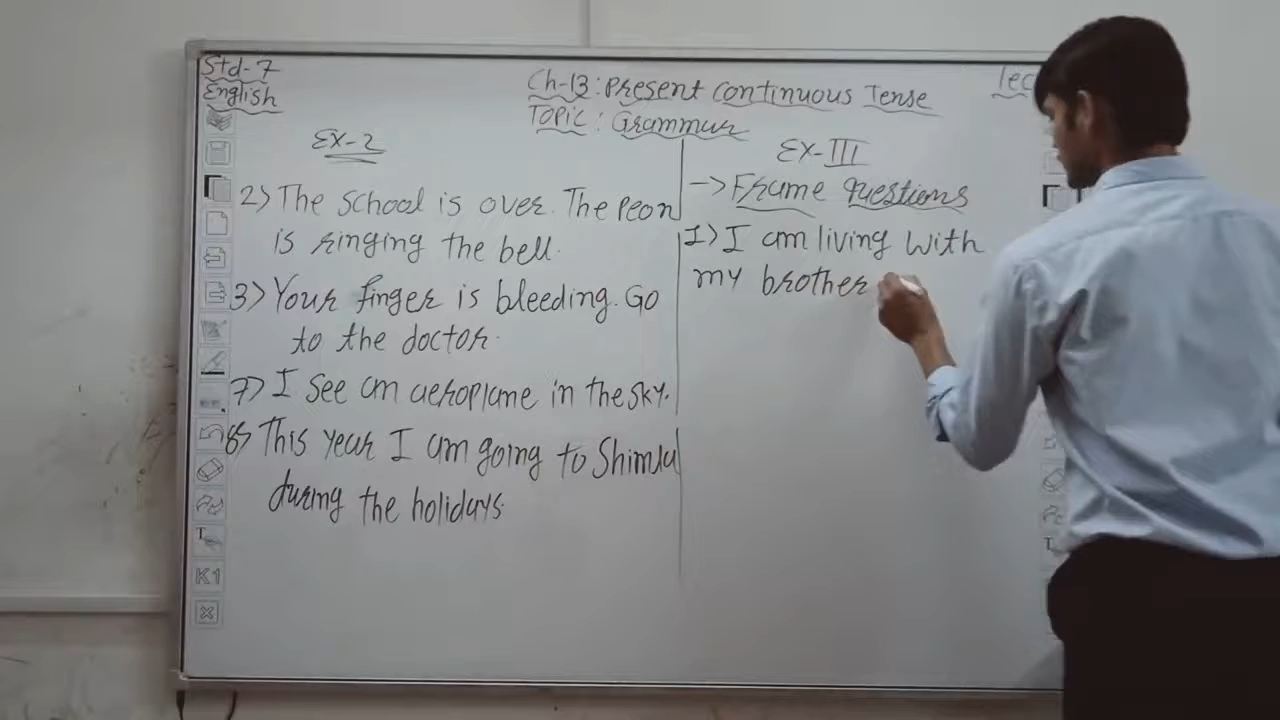 Std-7
English
Ch-13: Present Continuous Tense
Topic: Grammar
lec
Ex-2
2) The school is over. The Peon
is ringing the bell.
3) Your finger is bleeding. Go
to the doctor.
7) I see an aeroplane in the sky.
8) This year I am going to Shimla
during the holidays.
Ex-III
-> Frame questions
1) I am living with
my brother
T
K1
T